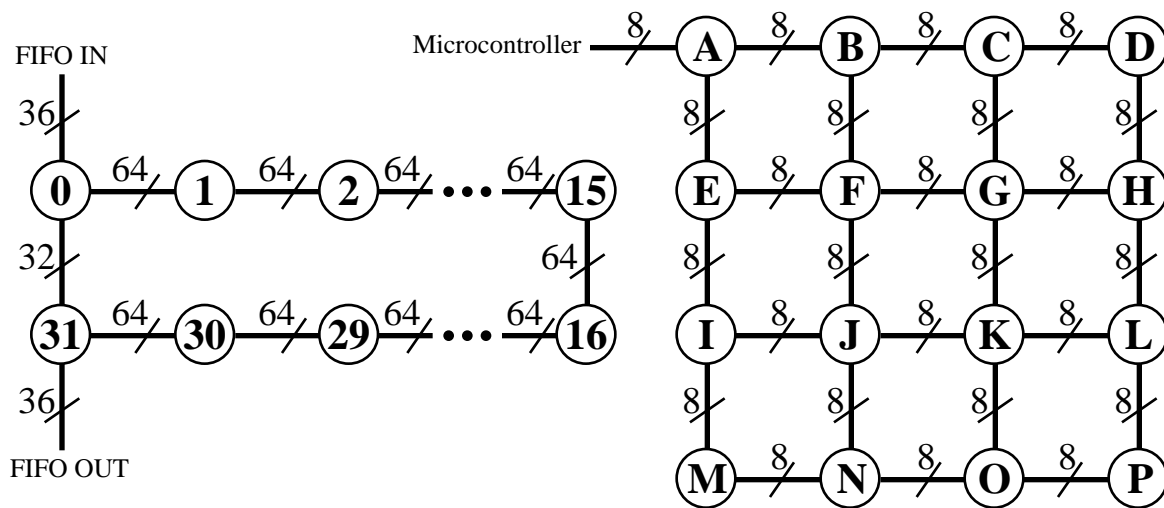 8 8 8 8
Microcontroller A B C D
FIFO IN
36 8 8 8 8
64 64 64 64 64 8 8 8
0 1 2 ••• 15 E F G H
32 64 8 8 8 8
64 64 64 64 64 8 8 8
31 30 29 ••• 16 I J K L
36 8 8 8 8
FIFO OUT
8 8 8
M N O P